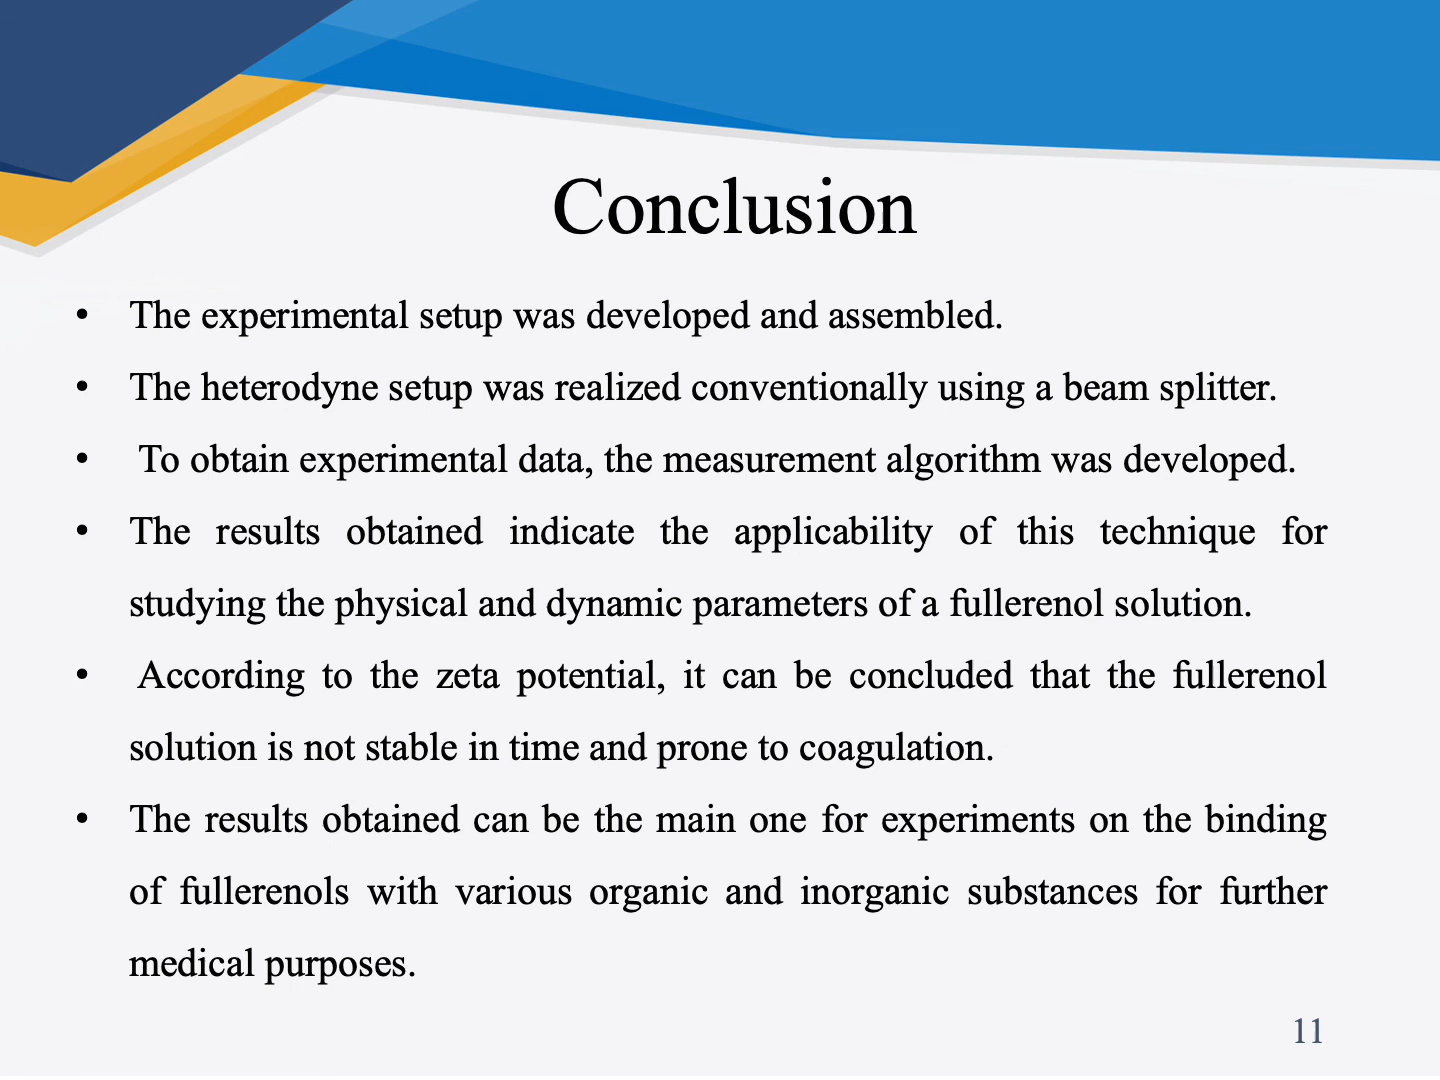 Conclusion
• The experimental setup was developed and assembled.
• The heterodyne setup was realized conventionally using a beam splitter.
• To obtain experimental data, the measurement algorithm was developed.
• The results obtained indicate the applicability of this technique for
studying the physical and dynamic parameters of a fullerenol solution.
• According to the zeta potential, it can be concluded that the fullerenol
solution is not stable in time and prone to coagulation.
• The results obtained can be the main one for experiments on the binding
of fullerenols with various organic and inorganic substances for further
medical purposes.
11